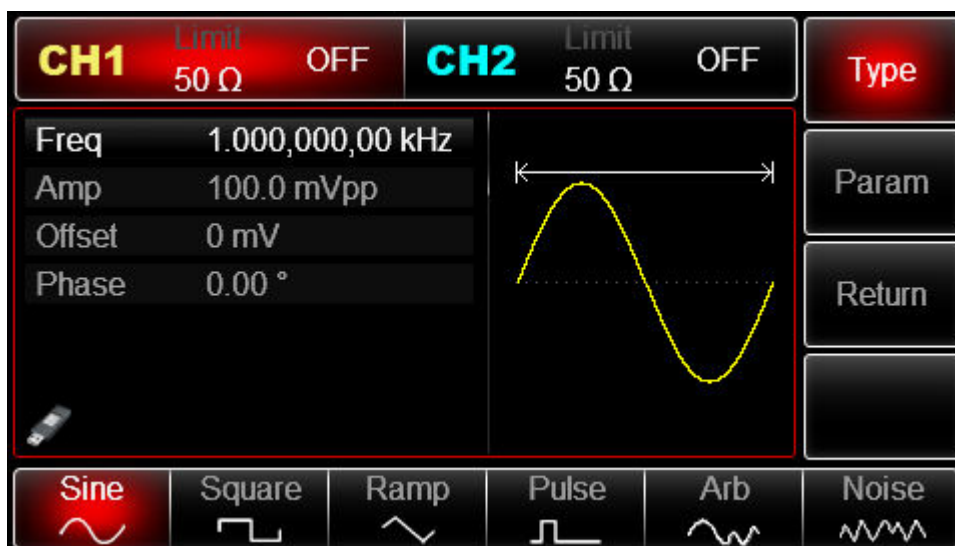 CH1 Limit 50 Ω OFF
CH2 Limit 50 Ω OFF
Type
Freq 1.000,000,00 kHz
Amp 100.0 mVpp
Offset 0 mV
Phase 0.00 °
Param
Return
Sine Square Ramp Pulse Arb Noise